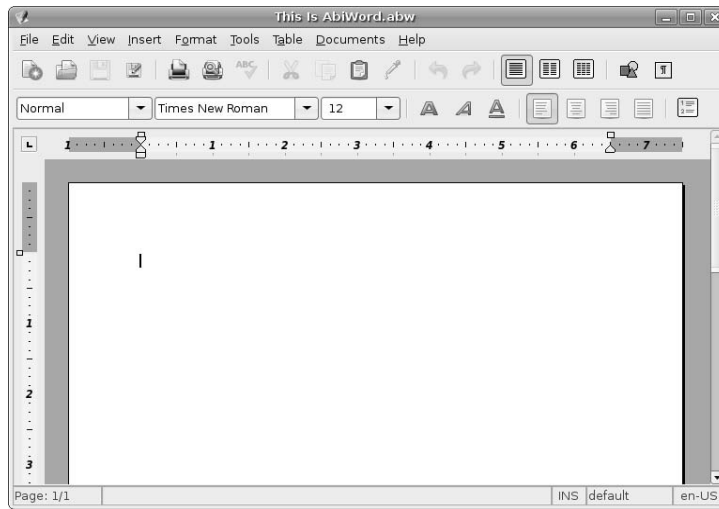 This Is AbiWord.abw
File Edit View Insert Format Tools Table Documents Help
ABC
Normal Times New Roman 12 A A A
L 1 1 2 3 4 5 6 7
1
2
3
Page: 1/1 INS default en-US